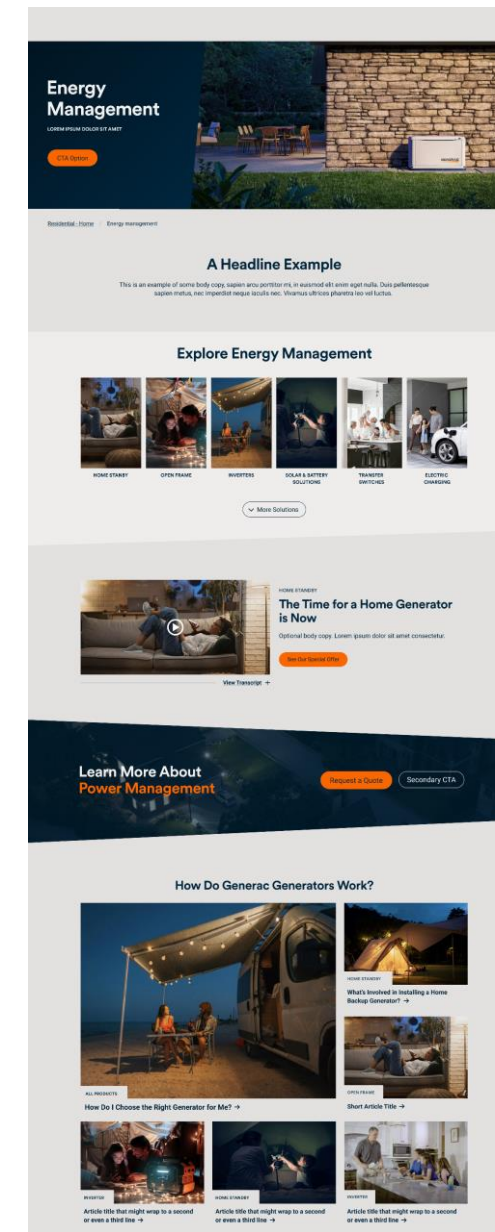 Energy
Management
LOREM IPSUM DOLOR SIT AMET
CTA Option
Residential - Home / Energy management
A Headline Example
This is an example of some body copy, sapien arcu porttitor mi, in euismod elit enim eget nulla. Duis pellentesque
sapien metus, nec imperdiet neque iaculis nec. Vivamus ultrices pharetra leo vel luctus.
Explore Energy Management
HOME STANBY
OPEN FRAME
INVERTERS
SOLAR & BATTERY
SOLUTIONS
TRANSFER
SWITCHES
ELECTRIC
CHARGING
More Solutions
HOME STANDBY
The Time for a Home Generator
is Now
Optional body copy. Lorem ipsum dolor sit amet consectetur.
See Our Special Offer
View Transcript +
Learn More About
Power Management
Request a Quote
Secondary CTA
How Do Generac Generators Work?
ALL PRODUCTS
How Do I Choose the Right Generator for Me? →
HOME STANDBY
What's Involved in Installing a Home
Backup Generator? →
OPEN FRAME
Short Article Title →
INVERTER
Article title that might wrap to a second
or even a third line →
HOME STANDBY
Article title that might wrap to a second
or even a third line →
INVERTER
Article title that might wrap to a second
or even a third line →